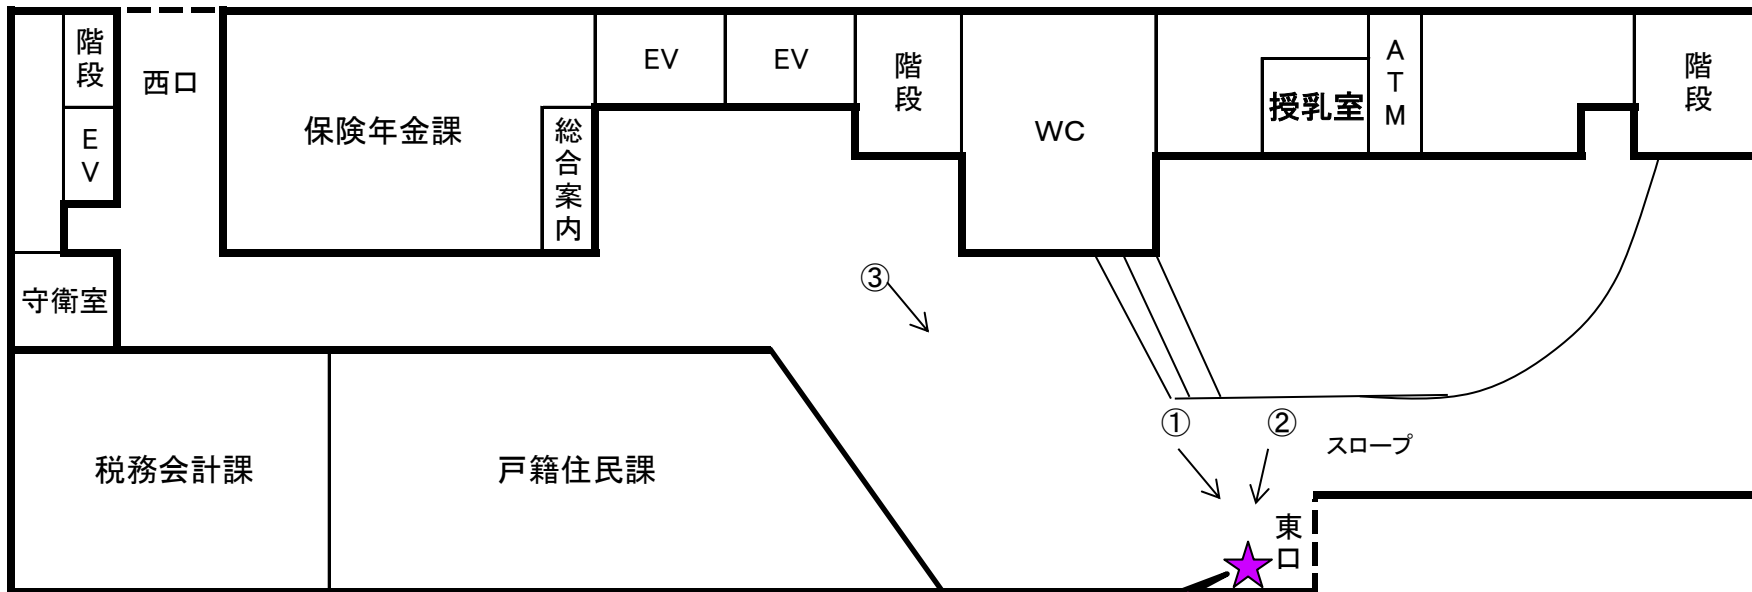 階段
西口
EV
保険年金課
総合案内
EV
EV
階段
WC
授乳室
ATM
階段
守衛室
③
①
②
スロープ
税務会計課
戸籍住民課
東口